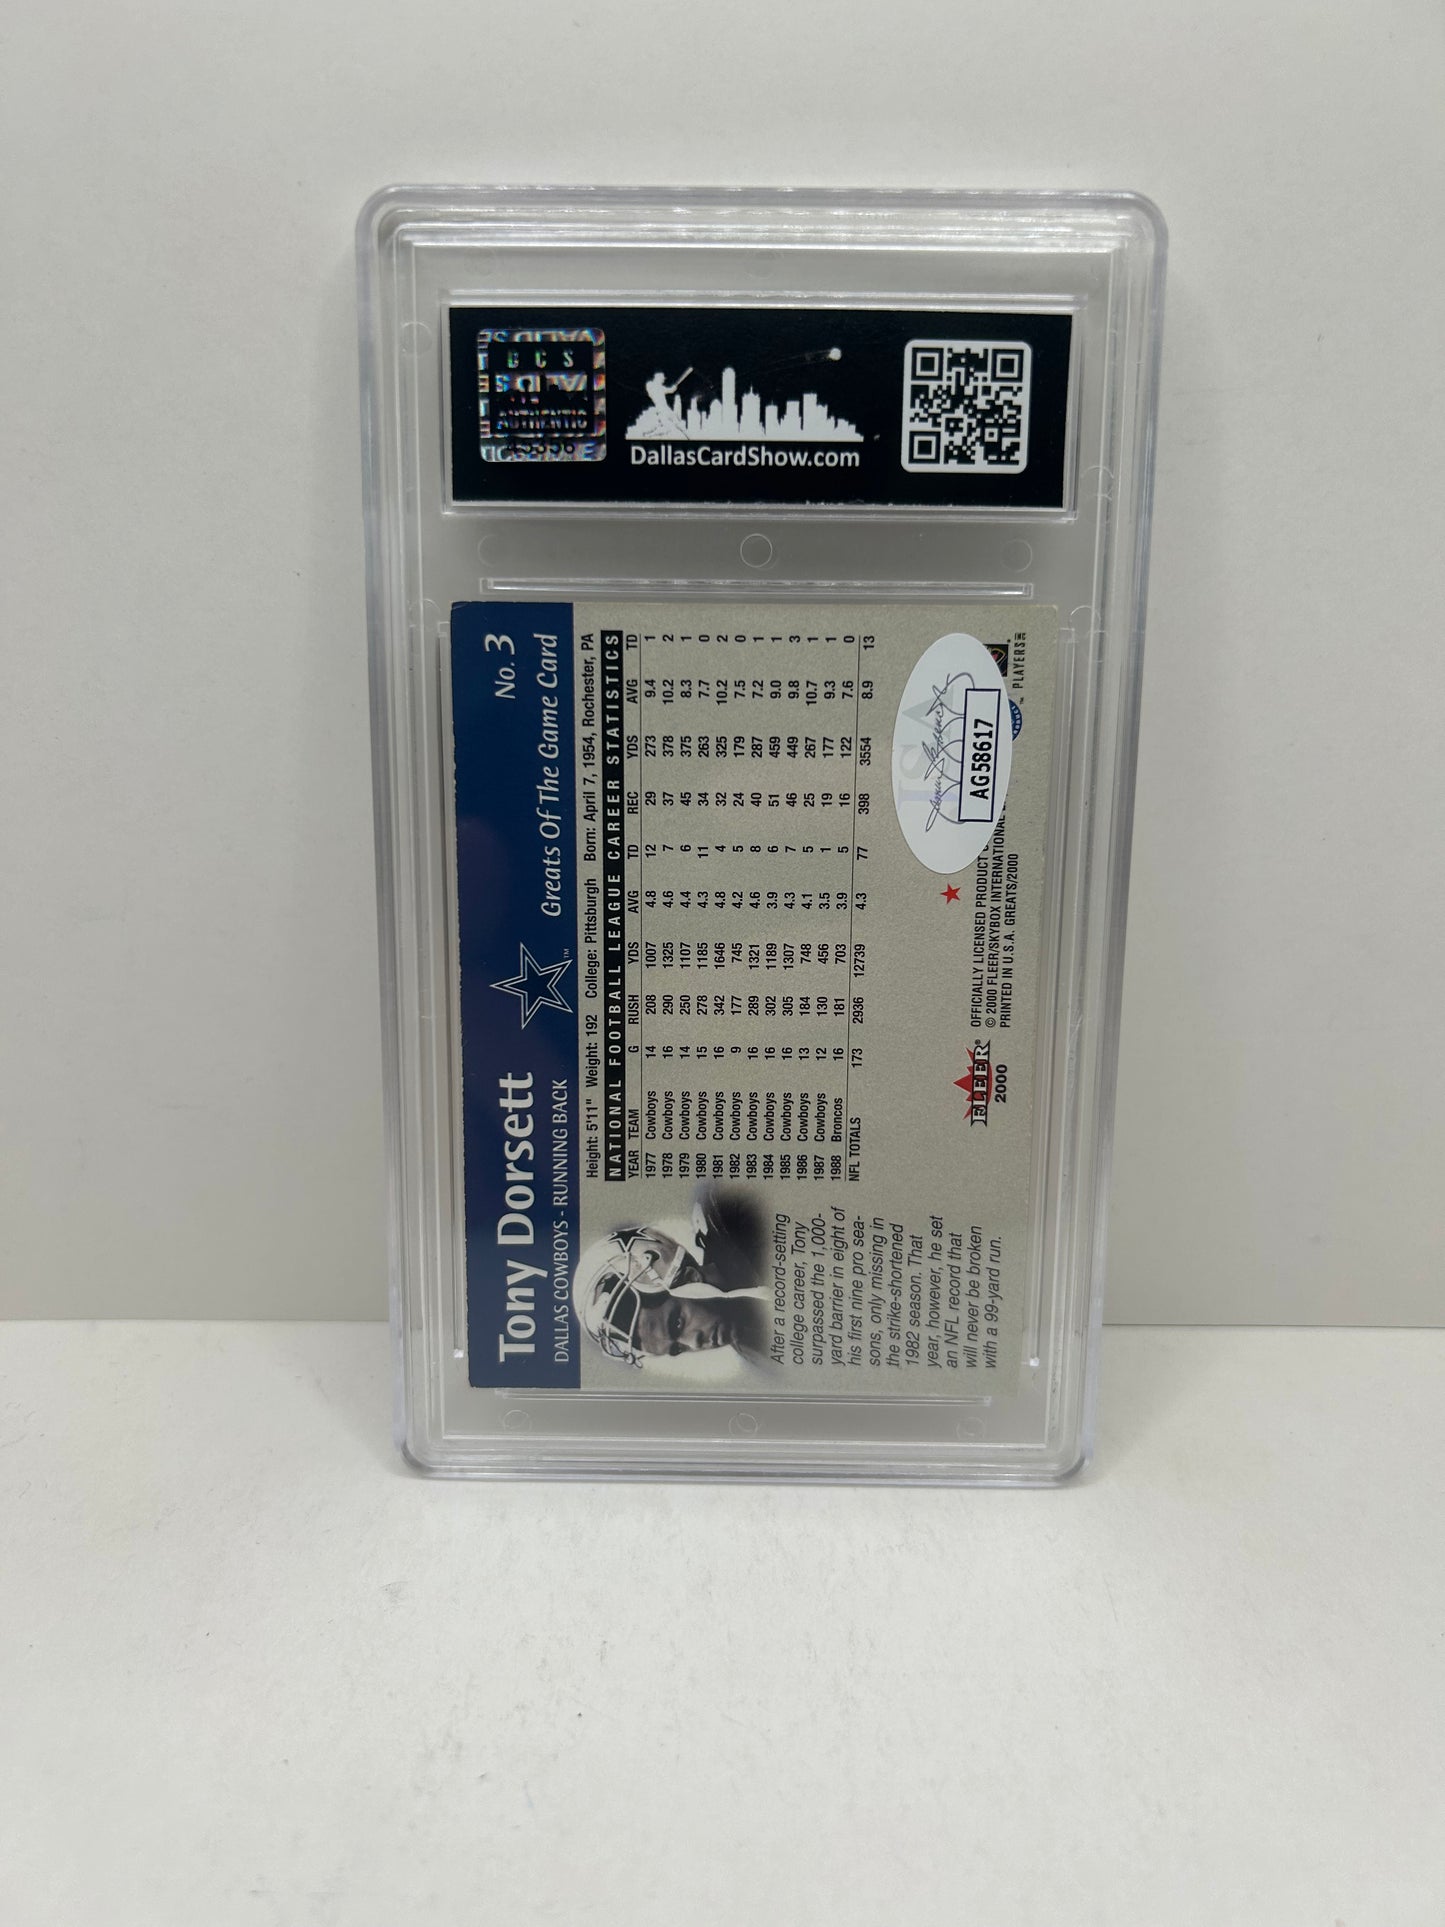 DCS
AUTHENTIC
45356
DallasCardShow.com
Tony Dorsett
No. 3
DALLAS COWBOYS - RUNNING BACK
™
Greats Of The Game Card
Height: 5'11" Weight: 192 College: Pittsburgh Born: April 7, 1954, Rochester, PA
NATIONAL FOOTBALL LEAGUE CAREER STATISTICS
YEAR TEAM G RUSH YDS AVG TD REC YDS AVG TD
1977 Cowboys 14 208 1007 4.8 12 29 273 9.4 1
1978 Cowboys 16 290 1325 4.6 7 37 378 10.2 2
1979 Cowboys 14 250 1107 4.4 6 45 375 8.3 1
1980 Cowboys 15 278 1185 4.3 11 34 263 7.7 0
1981 Cowboys 16 342 1646 4.8 4 32 325 10.2 2
1982 Cowboys 9 177 745 4.2 5 24 179 7.5 0
1983 Cowboys 16 289 1321 4.6 8 40 287 7.2 1
1984 Cowboys 16 302 1189 3.9 6 51 459 9.0 1
1985 Cowboys 16 305 1307 4.3 7 46 449 9.8 3
1986 Cowboys 13 184 748 4.1 5 25 267 10.7 1
1987 Cowboys 12 130 456 3.5 1 19 177 9.3 1
1988 Broncos 16 181 703 3.9 5 16 122 7.6 0
NFL TOTALS 173 2936 12739 4.3 77 398 3554 8.9 13
After a record-setting
college career, Tony
surpassed the 1,000-
yard barrier in eight of
his first nine pro sea-
sons, only missing in
the strike-shortened
1982 season. That
year, however, he set
an NFL record that
will never be broken
with a 99-yard run.
FLEER®
2000
OFFICIALLY LICENSED PRODUCT
© 2000 FLEER/SKYBOX INTERNATIONAL
PRINTED IN U.S.A. GREATS/2000
JSA
AG58617
PLAYERS